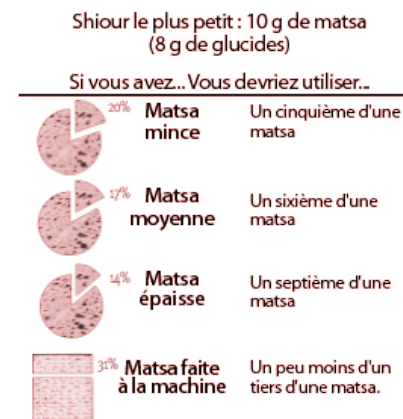 Shiour le plus petit : 10 g de matsa
(8 g de glucides)
Si vous avez... Vous devriez utiliser...
20% Matsa mince
Un cinquième d'une
matsa
17% Matsa moyenne
Un sixième d'une
matsa
14% Matsa épaisse
Un septième d'une
matsa
31% Matsa faite à la machine
Un peu moins d'un
tiers d'une matsa.